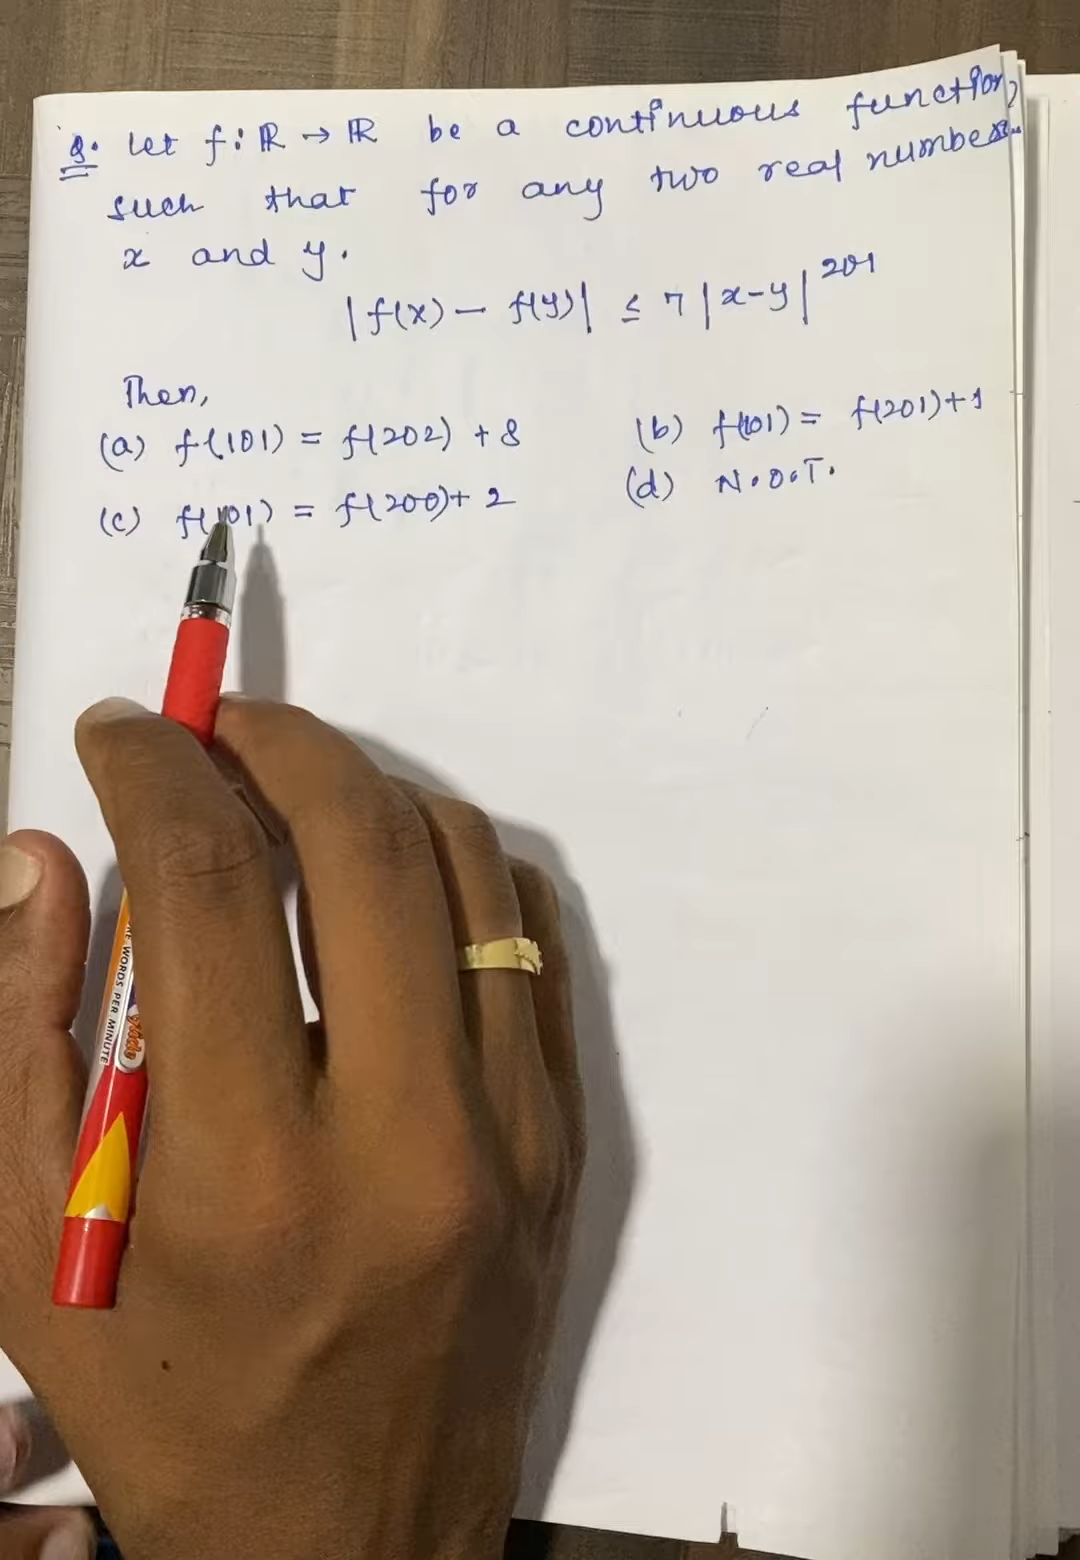 Q. Let f: ℝ → ℝ be a continuous function,
such that for any two real numbers
x and y.
|f(x) - f(y)| ≤ 7 |x-y|^201
Then,
(a) f(101) = f(202) + 8 (b) f(101) = f(201) + 1
(c) f(101) = f(200) + 2 (d) N.O.T.
WORDS PER MINUTE